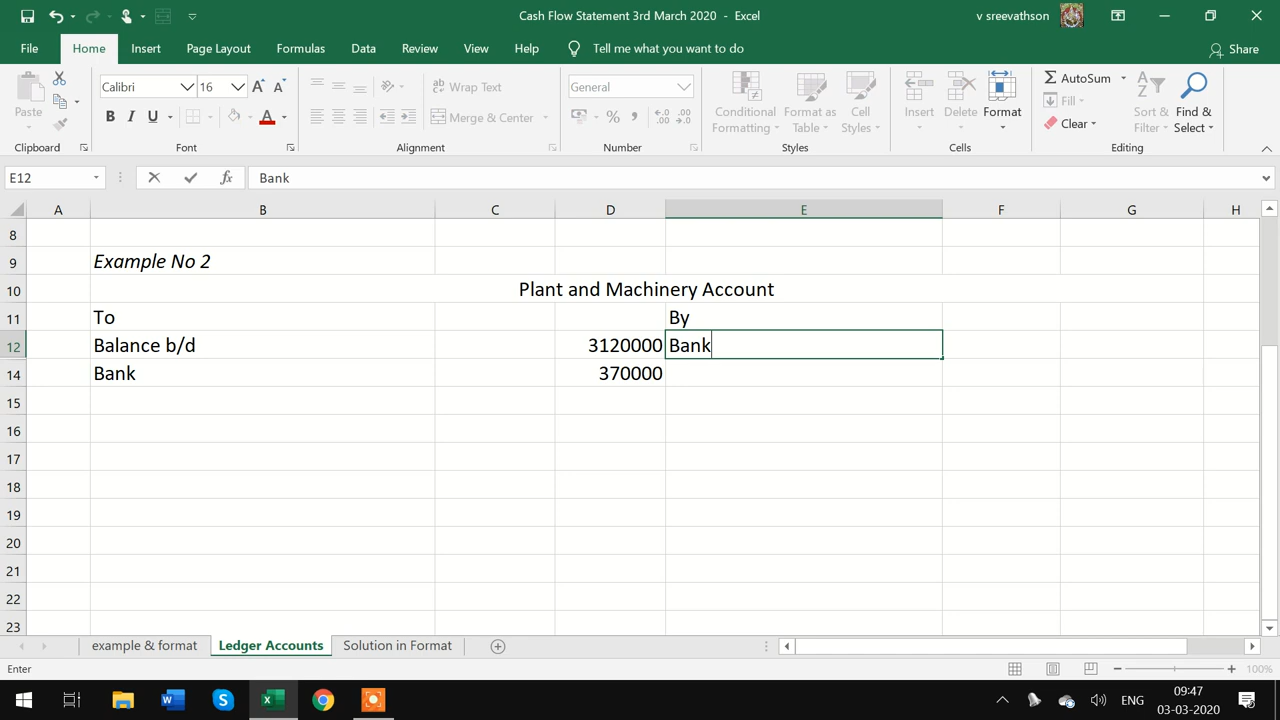 Cash Flow Statement 3rd March 2020 - Excel
v sreevathson
File Home Insert Page Layout Formulas Data Review View Help Tell me what you want to do Share
Calibri 16 Wrap Text General AutoSum
Paste B I U Merge & Center % , Conditional Formatting Format as Table Cell Styles Insert Delete Format Fill Clear Sort & Filter Find & Select
Clipboard Font Alignment Number Styles Cells Editing
E12 fx Bank
A B C D E F G H
8
9 Example No 2
10 Plant and Machinery Account
11 To By
12 Balance b/d 3120000 Bank
14 Bank 370000
15
16
17
18
19
20
21
22
23
example & format Ledger Accounts Solution in Format
Enter 100%
ENG 09:47
03-03-2020